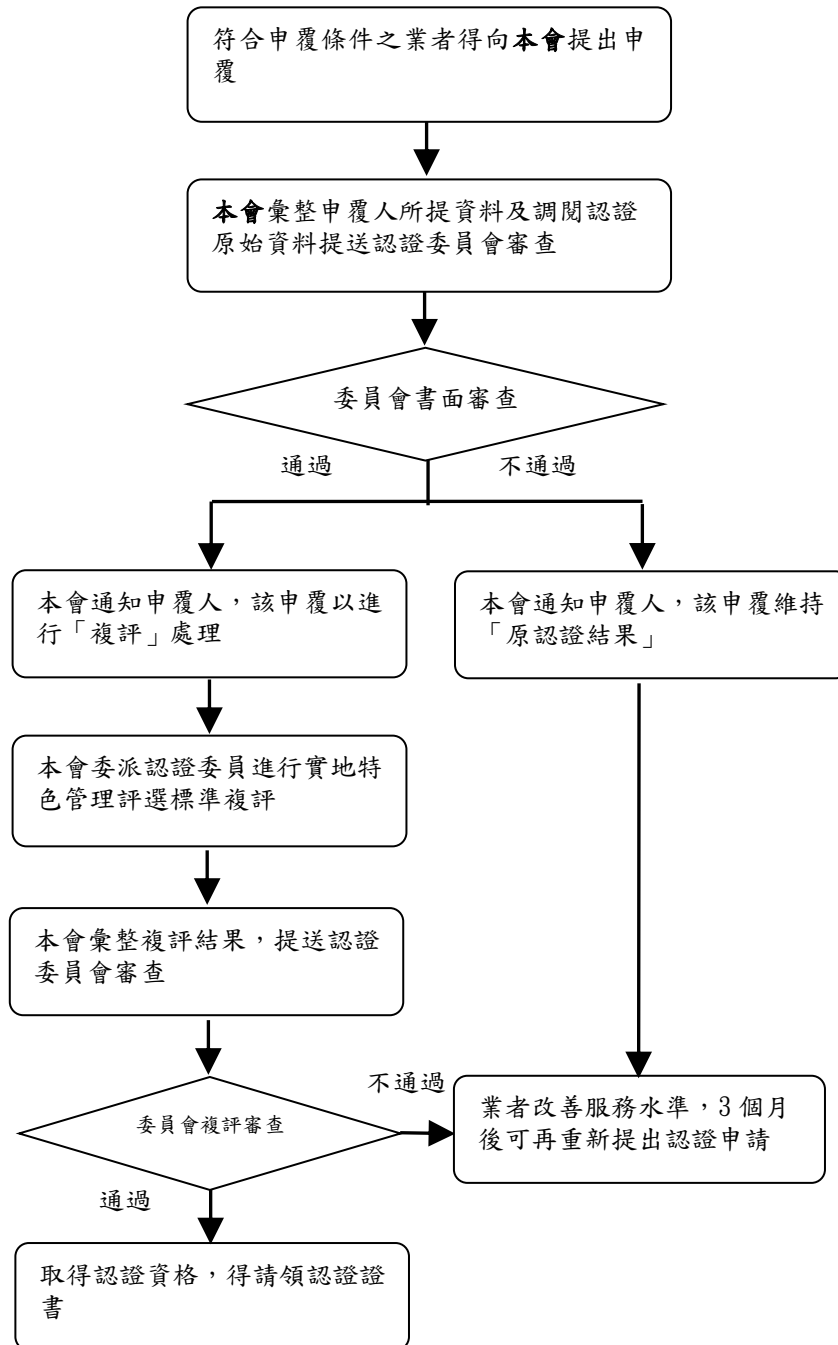 符合申覆條件之業者得向本會提出申
覆
本會彙整申覆人所提資料及調閱認證
原始資料提送認證委員會審查
委員會書面審查
通過
不通過
本會通知申覆人，該申覆以進
行「複評」處理
本會通知申覆人，該申覆維持
「原認證結果」
本會委派認證委員進行實地特
色管理評選標準複評
本會彙整複評結果，提送認證
委員會審查
委員會複評審查
不通過
業者改善服務水準，3 個月
後可再重新提出認證申請
通過
取得認證資格，得請領認證證
書